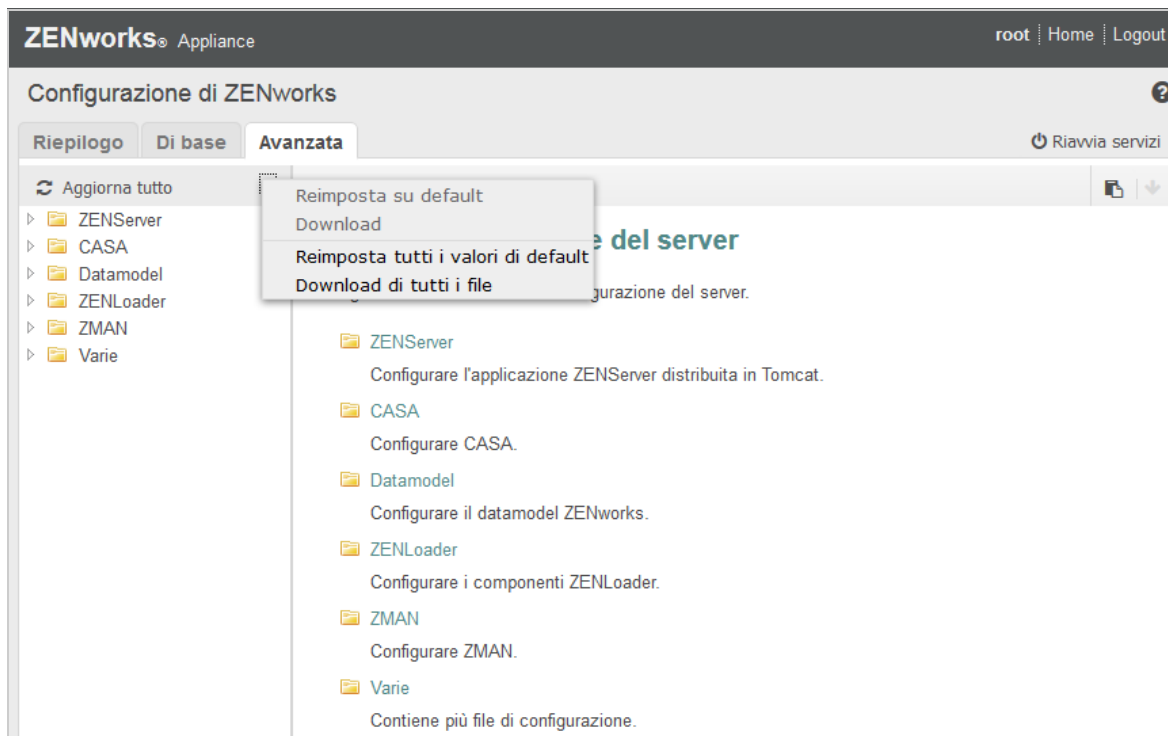 ZENworks® Appliance
root Home Logout
Configurazione di ZENworks
Riepilogo Di base Avanzata
Riavvia servizi
Aggiorna tutto
ZENServer
CASA
Datamodel
ZENLoader
ZMAN
Varie
Reimposta su default
Download
Reimposta tutti i valori di default
Download di tutti i file
del server
del server.
ZENServer
Configurare l'applicazione ZENServer distribuita in Tomcat.
CASA
Configurare CASA.
Datamodel
Configurare il datamodel ZENworks.
ZENLoader
Configurare i componenti ZENLoader.
ZMAN
Configurare ZMAN.
Varie
Contiene più file di configurazione.